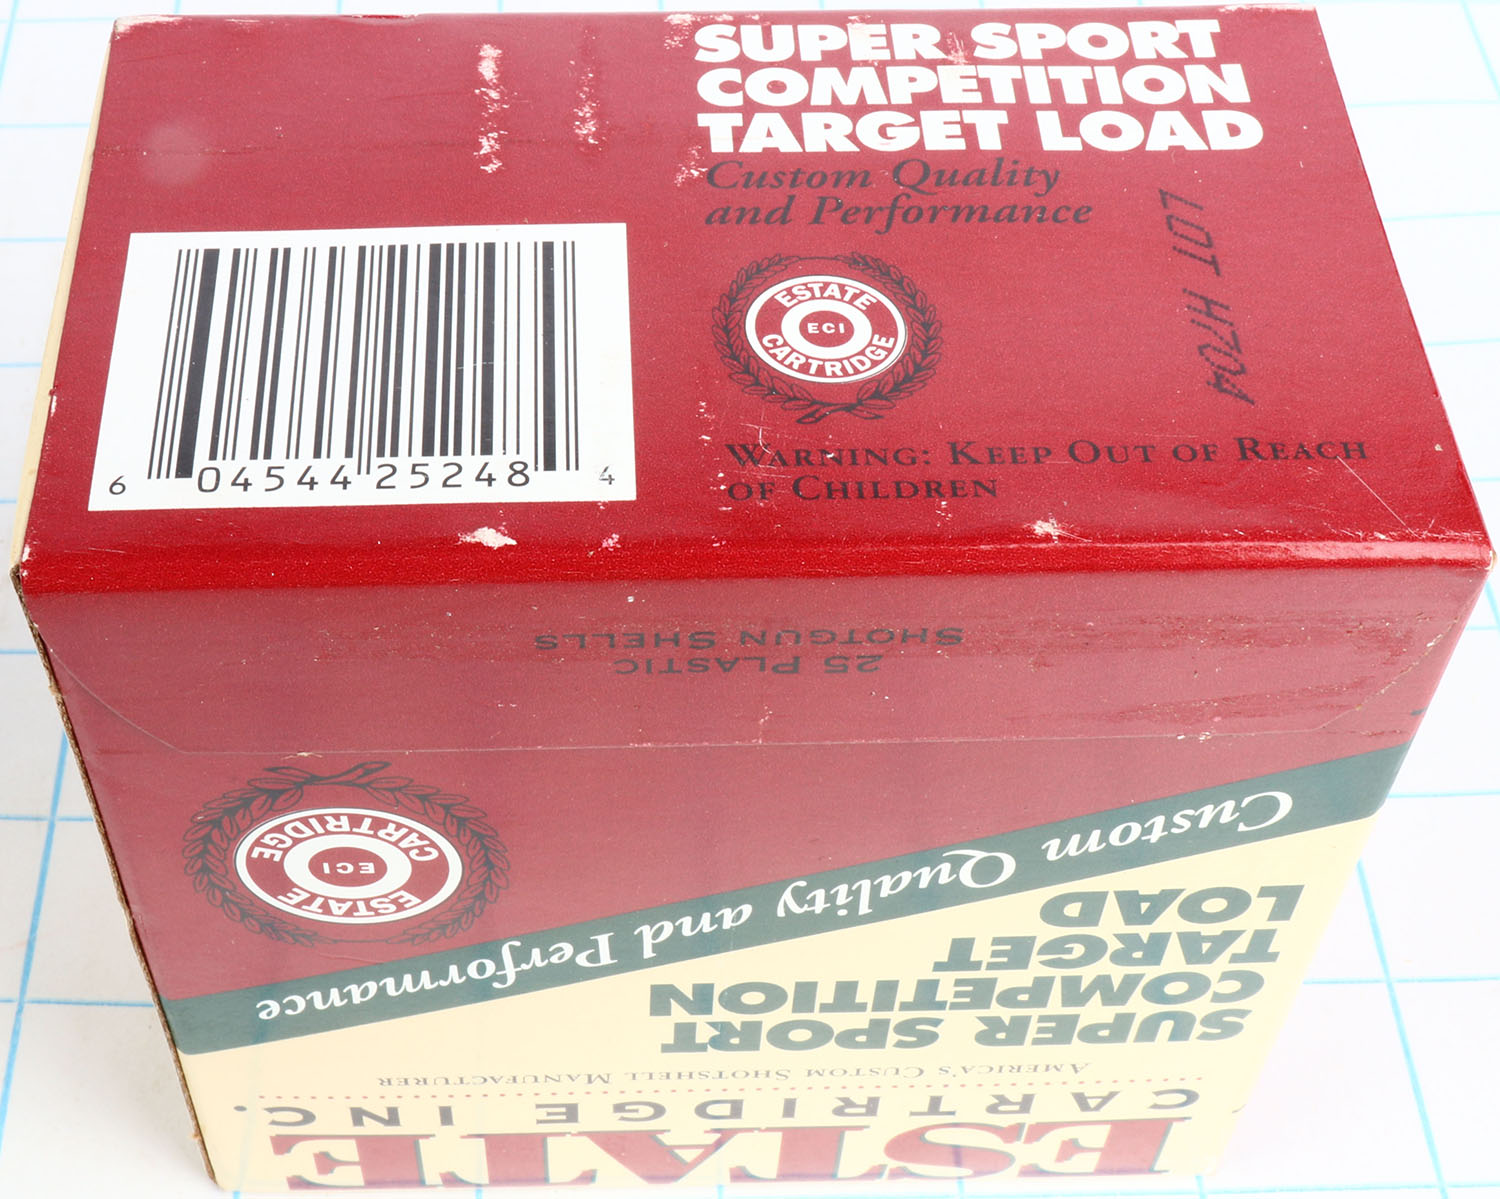 SUPER SPORT
COMPETITION
TARGET LOAD
Custom Quality
and Performance
LOT H704
ESTATE
ECI
CARTRIDGE
WARNING: KEEP OUT OF REACH
OF CHILDREN
6 04544 25248 4
25 PLASTIC
SHOTGUN SHELLS
ESTATE
CARTRIDGE INC.
AMERICA'S CUSTOM SHOTSHELL MANUFACTURER
SUPER SPORT
COMPETITION
TARGET
LOAD
Custom Quality and Performance
ESTATE
ECI
CARTRIDGE